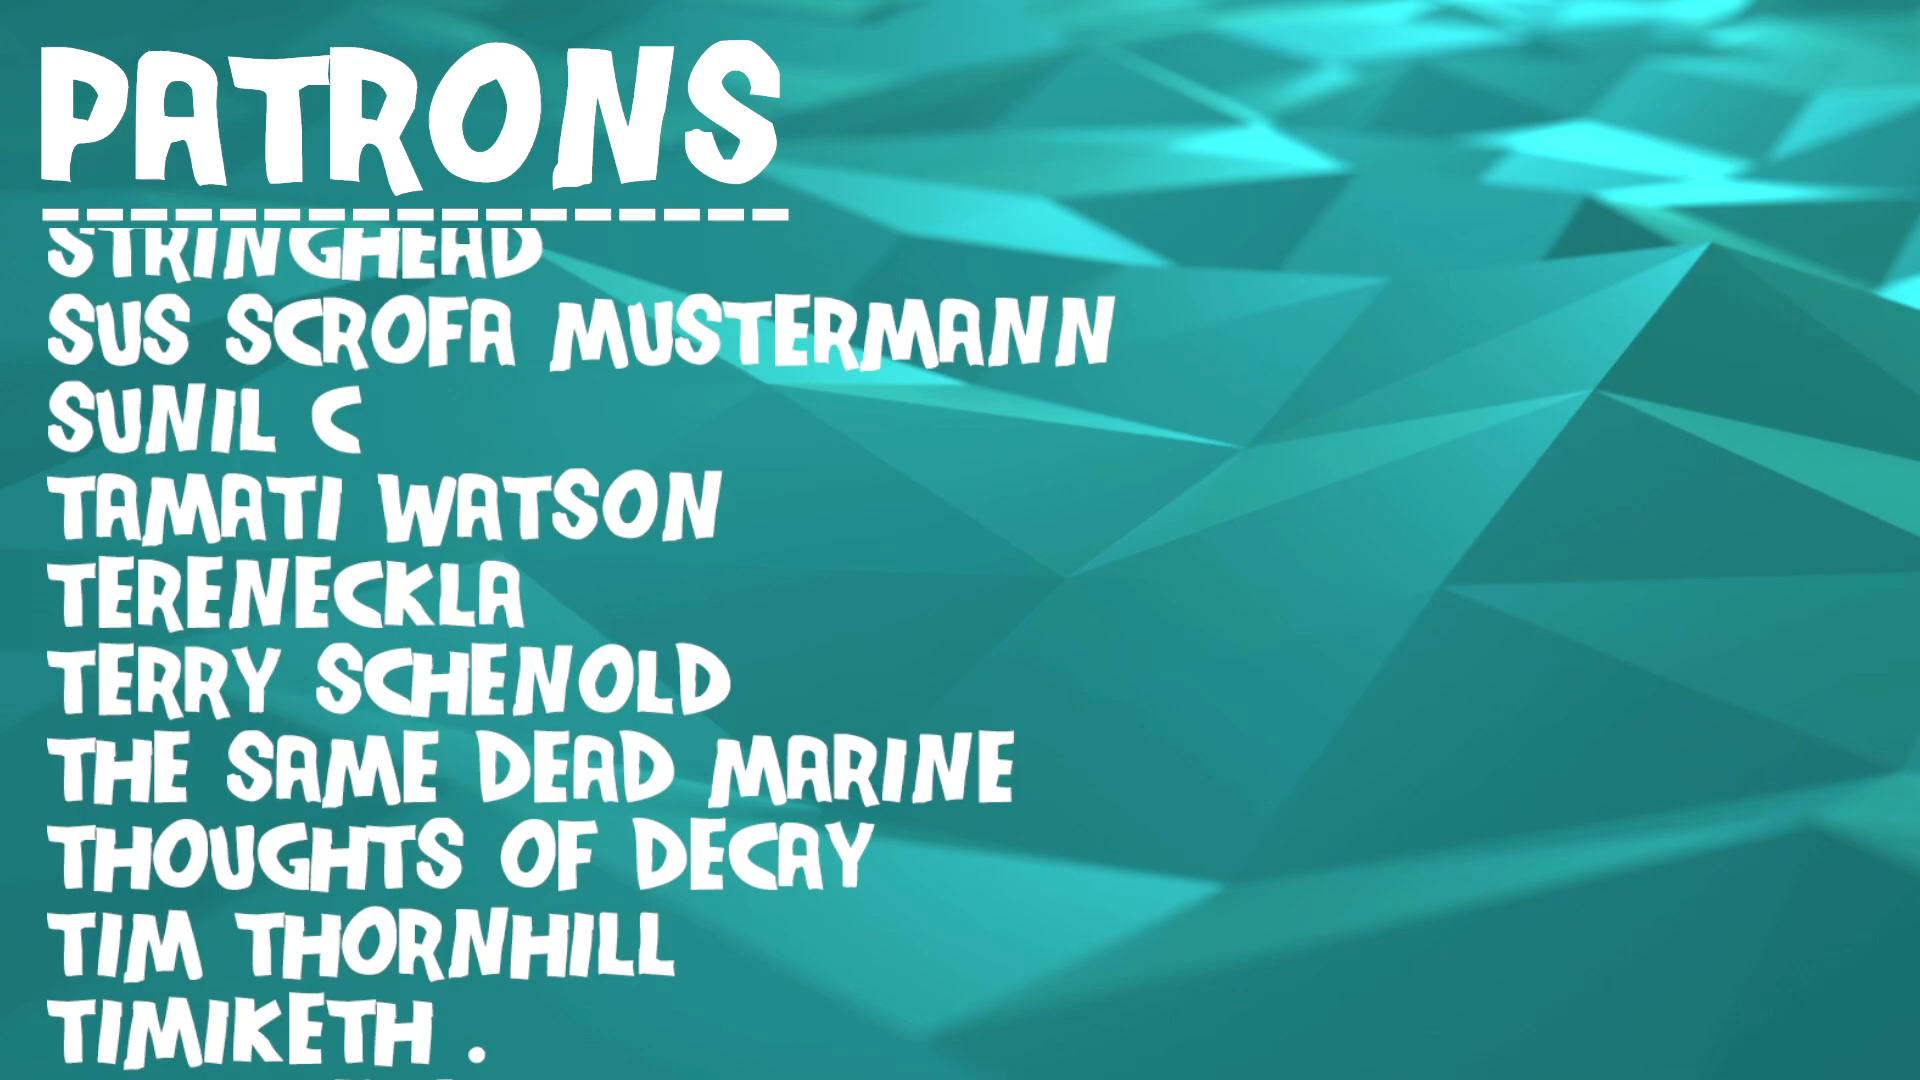 PATRONS
STRINGHEAD
SUS SCROFA MUSTERMANN
SUNIL C
TAMATI WATSON
TERENECKLA
TERRY SCHENOLD
THE SAME DEAD MARINE
THOUGHTS OF DECAY
TIM THORNHILL
TIMIKETH .